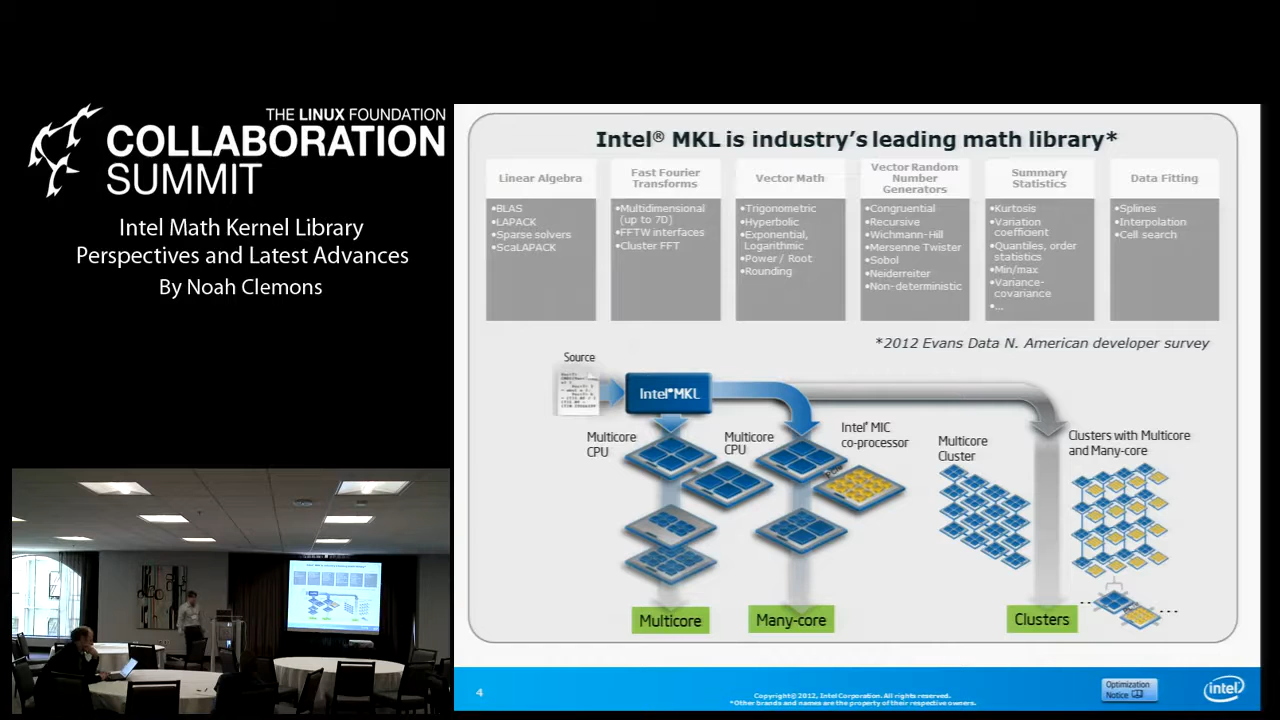 THE LINUX FOUNDATION
COLLABORATION
SUMMIT
Intel Math Kernel Library
Perspectives and Latest Advances
By Noah Clemons
Intel® MKL is industry's leading math library*
Linear Algebra
•BLAS
•LAPACK
•Sparse solvers
•ScaLAPACK
Fast Fourier
Transforms
•Multidimensional
(up to 7D)
•FFTW interfaces
•Cluster FFT
Vector Math
•Trigonometric
•Hyperbolic
•Exponential,
Logarithmic
•Power / Root
•Rounding
Vector Random
Number
Generators
•Congruential
•Recursive
•Wichmann-Hill
•Mersenne Twister
•Sobol
•Neiderreiter
•Non-deterministic
Summary
Statistics
•Kurtosis
•Variation
coefficient
•Quantiles, order
statistics
•Min/max
•Variance-
covariance
•...
Data Fitting
•Splines
•Interpolation
•Cell search
*2012 Evans Data N. American developer survey
Source
Intel® MKL
Multicore
CPU
Multicore
CPU
Intel® MIC
co-processor
Multicore
Cluster
Clusters with Multicore
and Many-core
... ...
Multicore
Many-core
Clusters
4
Copyright© 2012, Intel Corporation. All rights reserved.
*Other brands and names are the property of their respective owners.
Optimization
Notice
intel